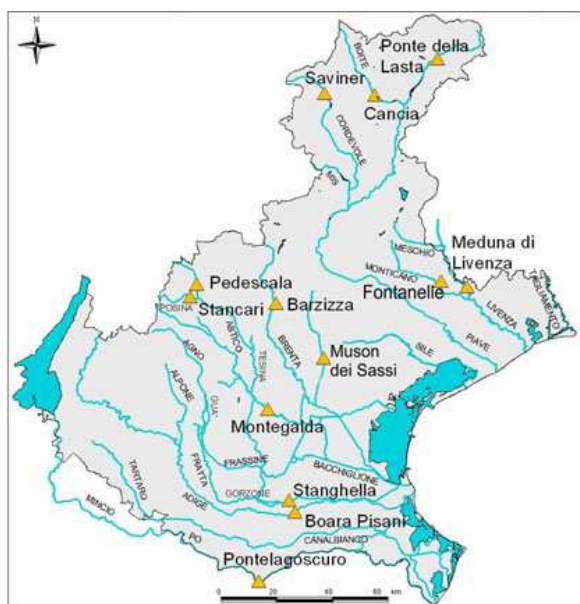 N
Ponte della
Lasta
BOITE
Saviner
Cancia
CORDEVOLE
MIS
MESCHIO
Meduna di
Livenza
MONTICANO
Fontanelle
LIVENZA
TAGLIAMENTO
PIAVE
Pedescala
POSINA
Stancari
ASTICO
Barzizza
BRENTA
TESINA
Muson
dei Sassi
SILE
AGNO
ALPONE
GUA'
Montegalda
FRASSINE
BACCHIGLIONE
FRATTA
GORZONE
Stanghella
TARTARO
ADIGE
Boara Pisani
MINCIO
PO
CANALBIANCO
Pontelagoscuro
0 20 40 60
km